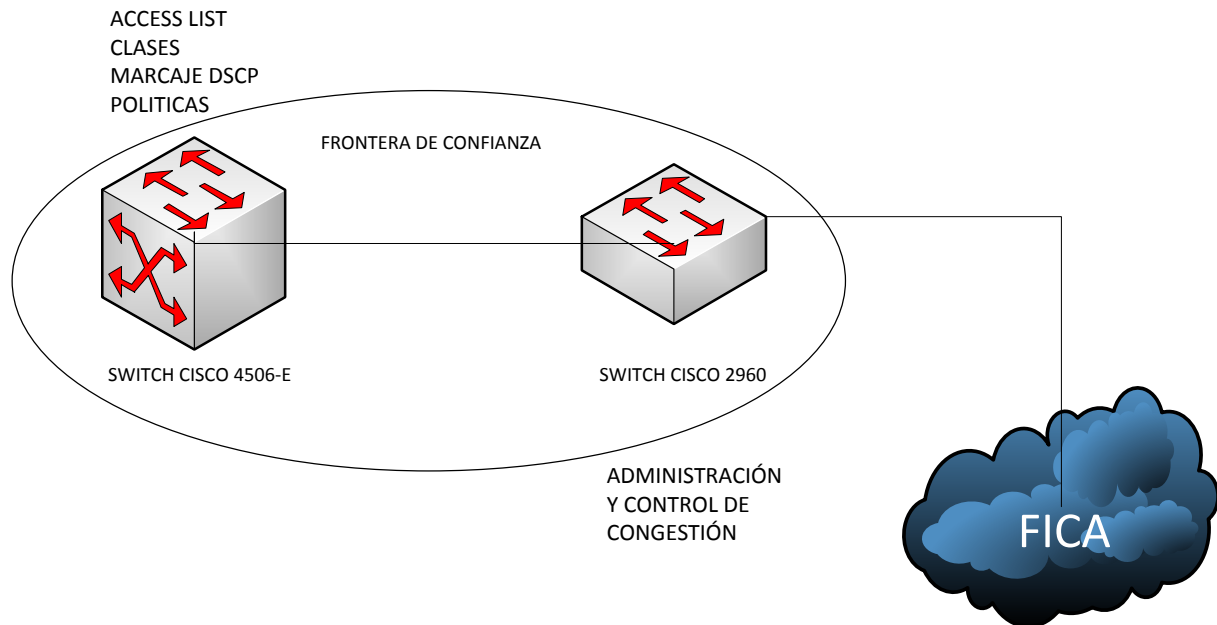 ACCESS LIST
CLASES
MARCAJE DSCP
POLITICAS
FRONTERA DE CONFIANZA
SWITCH CISCO 4506-E
SWITCH CISCO 2960
ADMINISTRACIÓN
Y CONTROL DE
CONGESTIÓN
FICA